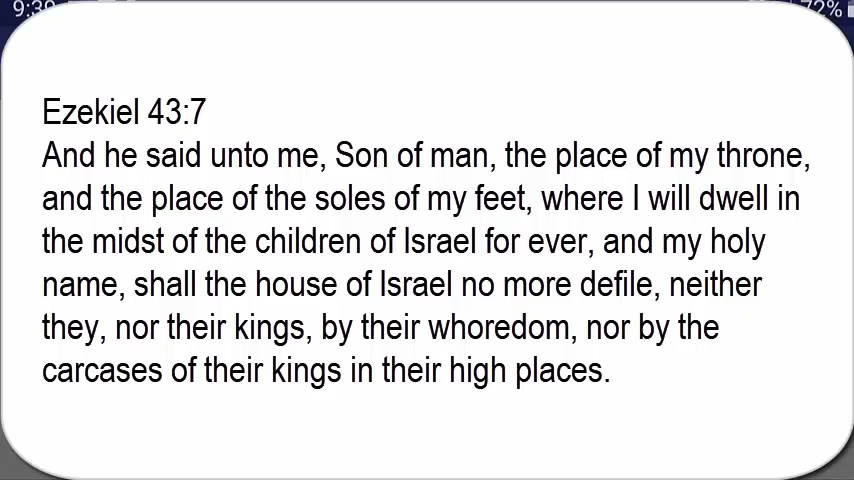 9:39
72%
Ezekiel 43:7
And he said unto me, Son of man, the place of my throne,
and the place of the soles of my feet, where I will dwell in
the midst of the children of Israel for ever, and my holy
name, shall the house of Israel no more defile, neither
they, nor their kings, by their whoredom, nor by the
carcases of their kings in their high places.